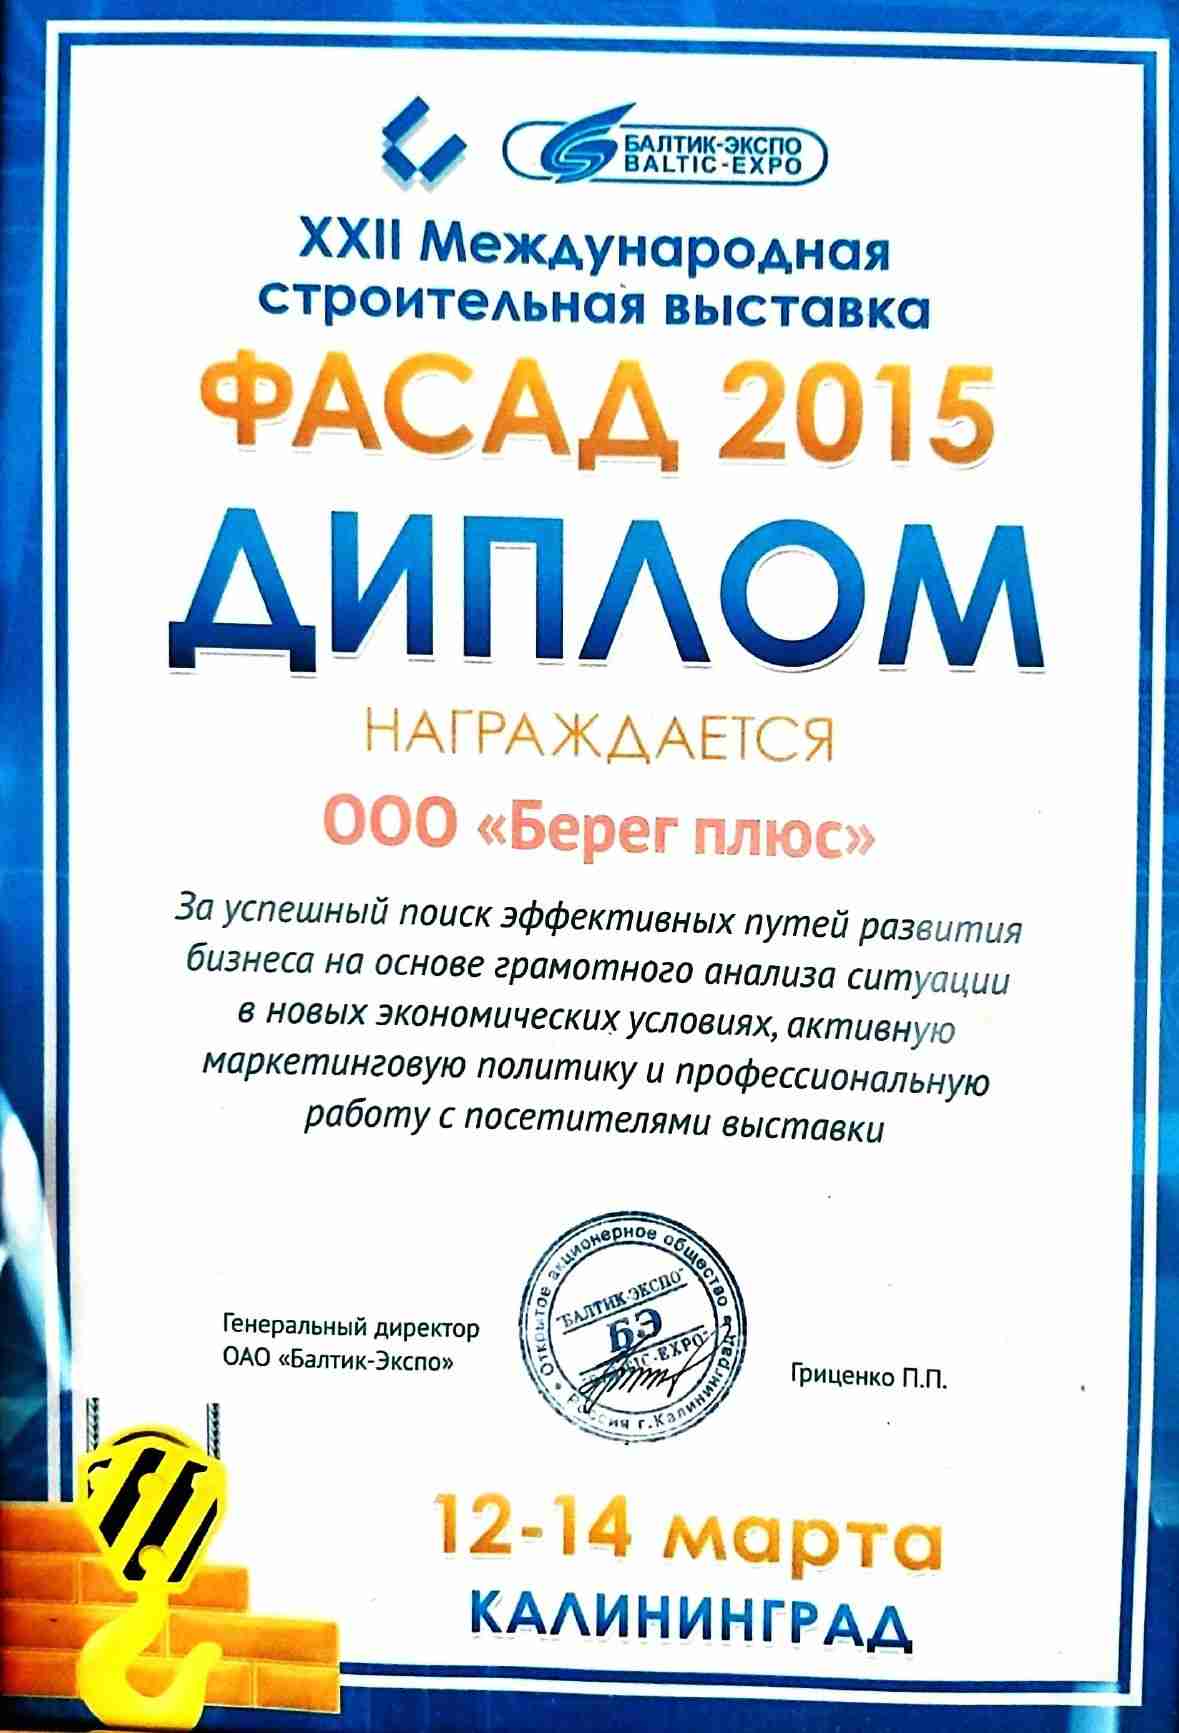 БАЛТИК-ЭКСПО
BALTIC-EXPO
XXII Международная
строительная выставка
ФАСАД 2015
ДИПЛОМ
НАГРАЖДАЕТСЯ
ООО «Берег плюс»
За успешный поиск эффективных путей развития
бизнеса на основе грамотного анализа ситуации
в новых экономических условиях, активную
маркетинговую политику и профессиональную
работу с посетителями выставки
Генеральный директор
ОАО «Балтик-Экспо»
Открытое акционерное общество
"БАЛТИК-ЭКСПО"
БЭ
"BALTIC-EXPO"
Россия г.Калининград
Гриценко П.П.
12-14 марта
КАЛИНИНГРАД